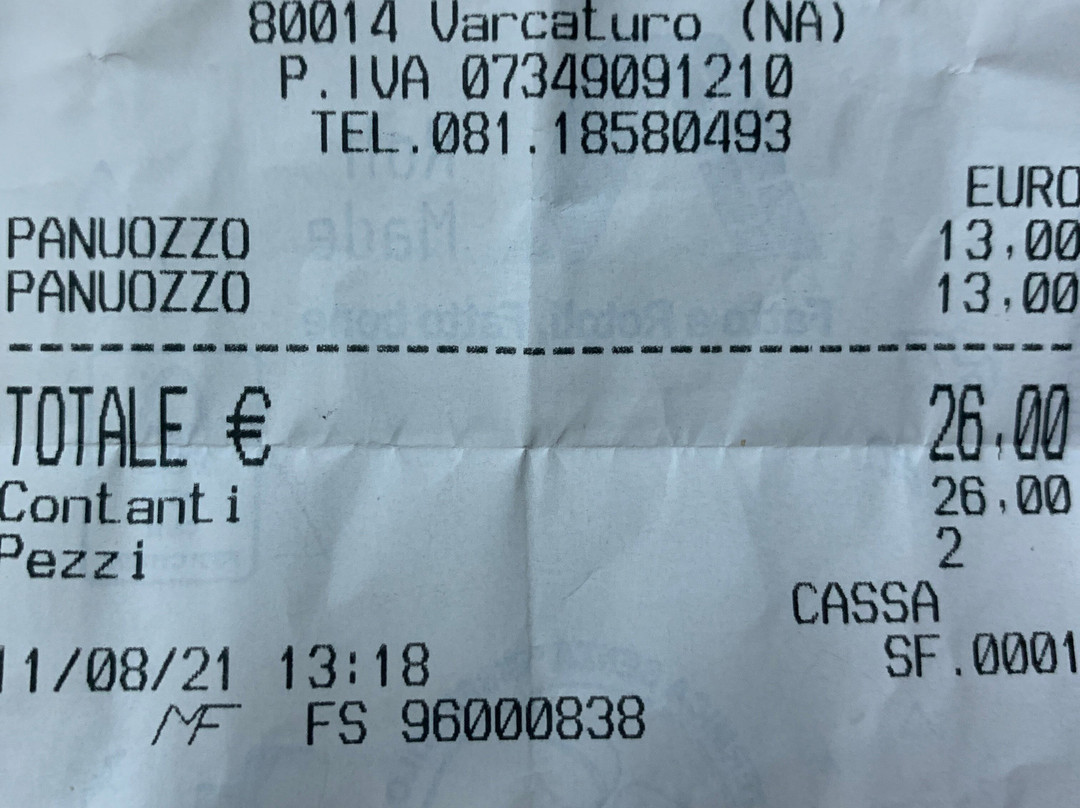 80014 Varcaturo (NA)
P.IVA 07349091210
TEL.081.18580493
EURO
PANUOZZO 13,00
PANUOZZO 13,00
TOTALE € 26,00
Contanti 26,00
Pezzi 2
CASSA
11/08/21 13:18 SF.0001
MF FS 96000838